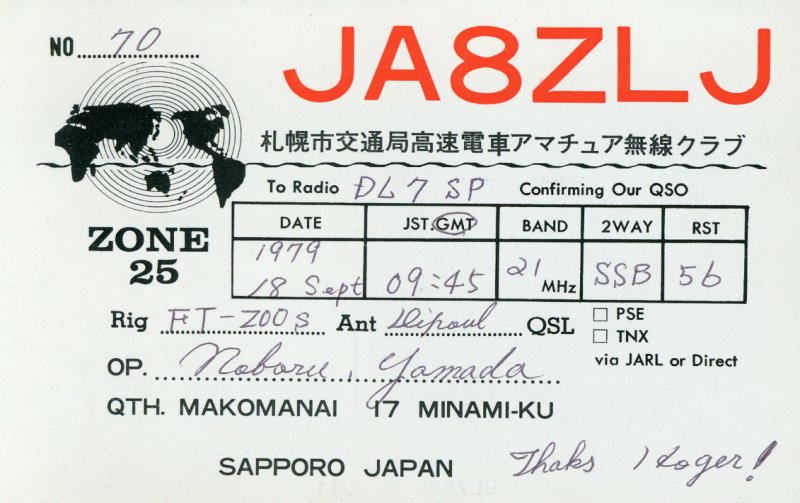 NO 70
JA8ZLJ
札幌市交通局高速電車アマチュア無線クラブ
To Radio DL7SP Confirming Our QSO
ZONE
25
DATE JST.GMT BAND 2WAY RST
1979
18 Sept 09:45 21 MHz SSB 56
Rig FT-200S Ant Dipoul QSL PSE
TNX
via JARL or Direct
OP. Noboru, Yamada
QTH. MAKOMANAI 17 MINAMI-KU
SAPPORO JAPAN
Thaks Hoger!